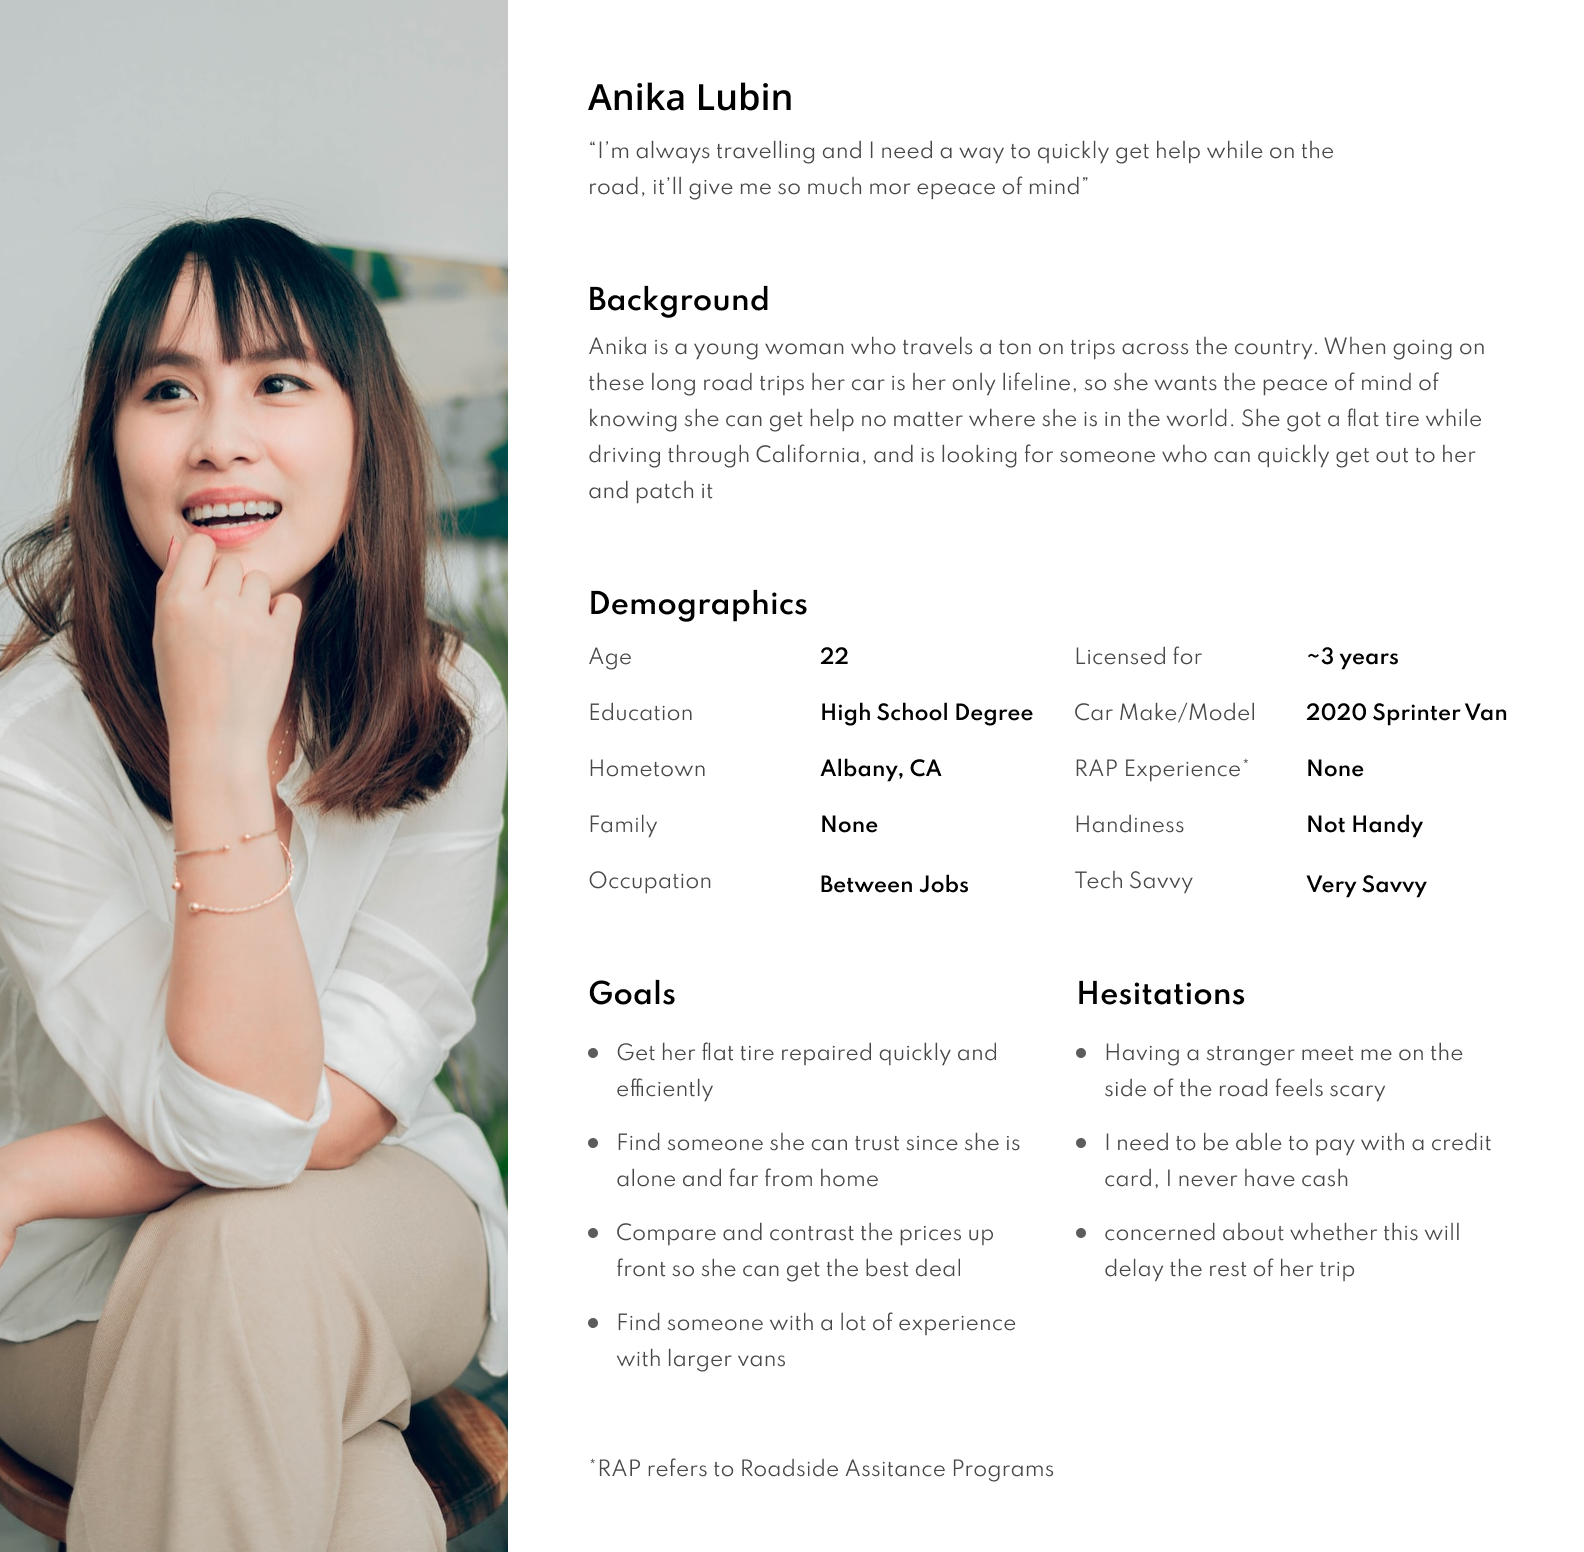 Anika Lubin
“I’m always travelling and I need a way to quickly get help while on the
road, it’ll give me so much mor epeace of mind”
Background
Anika is a young woman who travels a ton on trips across the country. When going on
these long road trips her car is her only lifeline, so she wants the peace of mind of
knowing she can get help no matter where she is in the world. She got a flat tire while
driving through California, and is looking for someone who can quickly get out to her
and patch it
Demographics
Age 22 Licensed for ~3 years
Education High School Degree Car Make/Model 2020 Sprinter Van
Hometown Albany, CA RAP Experience* None
Family None Handiness Not Handy
Occupation Between Jobs Tech Savvy Very Savvy
Goals
Get her flat tire repaired quickly and
efficiently
Find someone she can trust since she is
alone and far from home
Compare and contrast the prices up
front so she can get the best deal
Find someone with a lot of experience
with larger vans
Hesitations
Having a stranger meet me on the
side of the road feels scary
I need to be able to pay with a credit
card, I never have cash
concerned about whether this will
delay the rest of her trip
*RAP refers to Roadside Assitance Programs